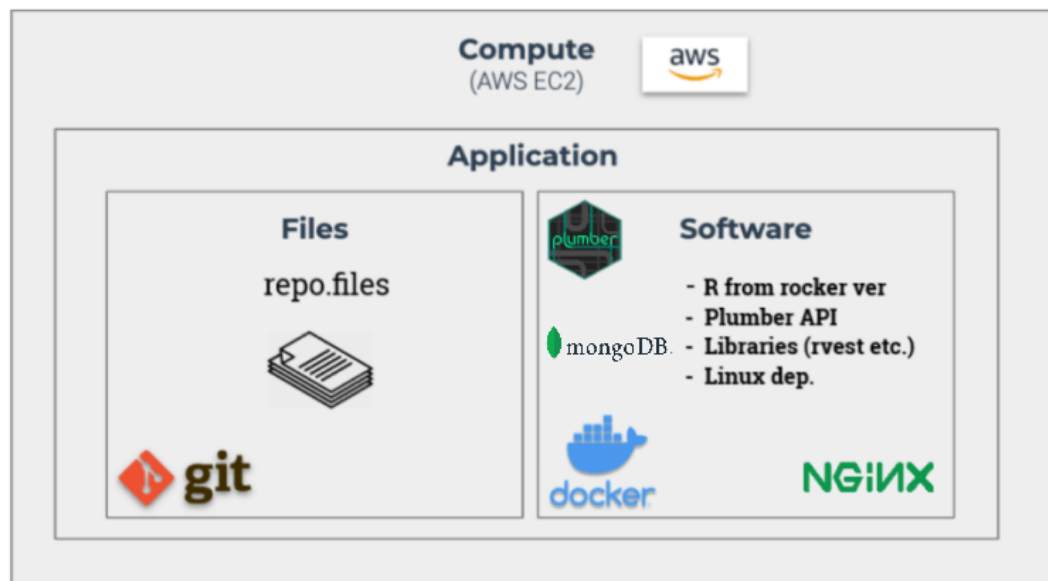 Compute
(AWS EC2)
aws
Application
Files
repo.files
git
plumber
Software
- R from rocker ver
- Plumber API
- Libraries (rvest etc.)
- Linux dep.
mongoDB.
docker
NGiNX